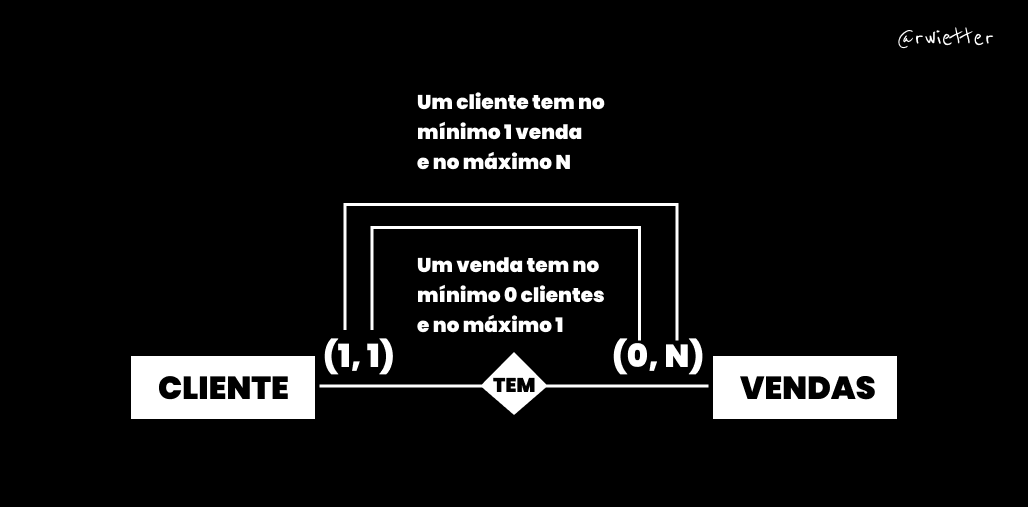 @rwietter
Um cliente tem no
mínimo 1 venda
e no máximo N
Um venda tem no
mínimo 0 clientes
e no máximo 1
(1, 1)
(0, N)
CLIENTE
TEM
VENDAS